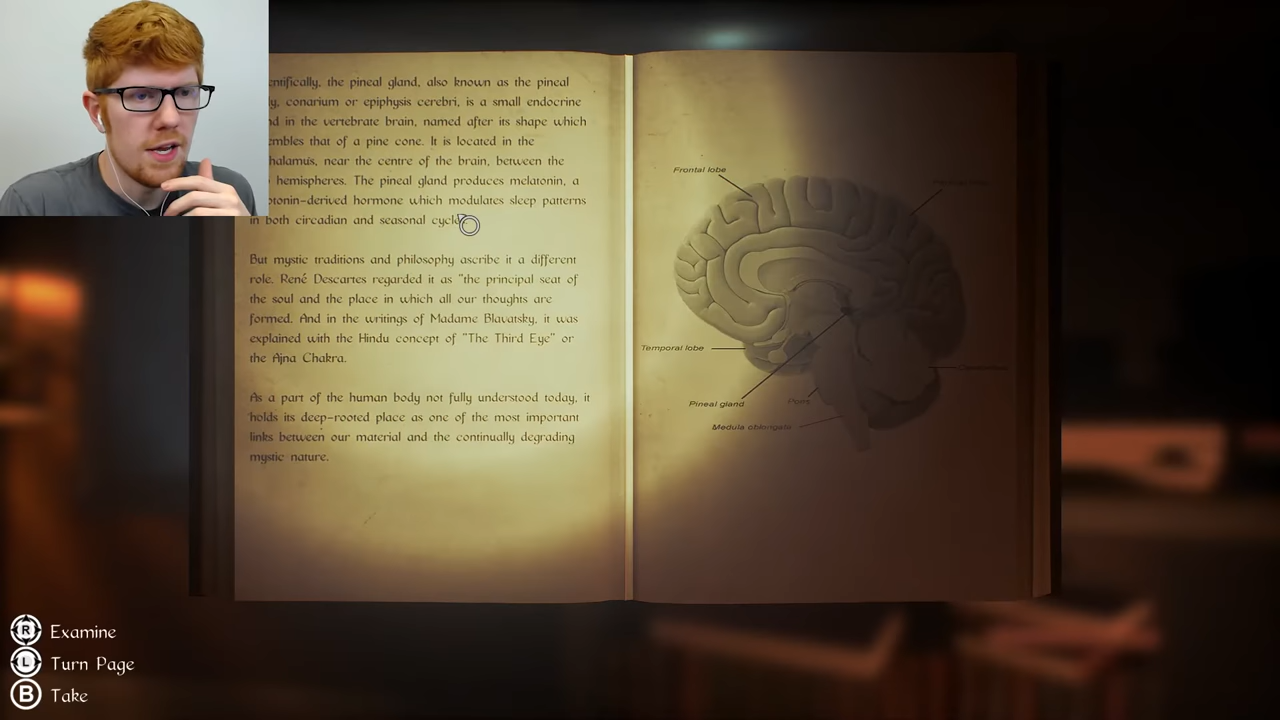 entifically, the pineal gland, also known as the pineal
y, conarium or epiphysis cerebri, is a small endocrine
nd in the vertebrate brain, named after its shape which
embles that of a pine cone. It is located in the
halamus, near the centre of the brain, between the
hemispheres. The pineal gland produces melatonin, a
otonin-derived hormone which modulates sleep patterns
in both circadian and seasonal cycle
But mystic traditions and philosophy ascribe it a different
role. René Descartes regarded it as "the principal seat of
the soul and the place in which all our thoughts are
formed. And in the writings of Madame Blavatsky, it was
explained with the Hindu concept of "The Third Eye" or
the Ajna Chakra.
As a part of the human body not fully understood today, it
holds its deep-rooted place as one of the most important
links between our material and the continually degrading
mystic nature.
Frontal lobe
Temporal lobe
Pineal gland
Pons
Medula oblongata
R Examine
L Turn Page
B Take